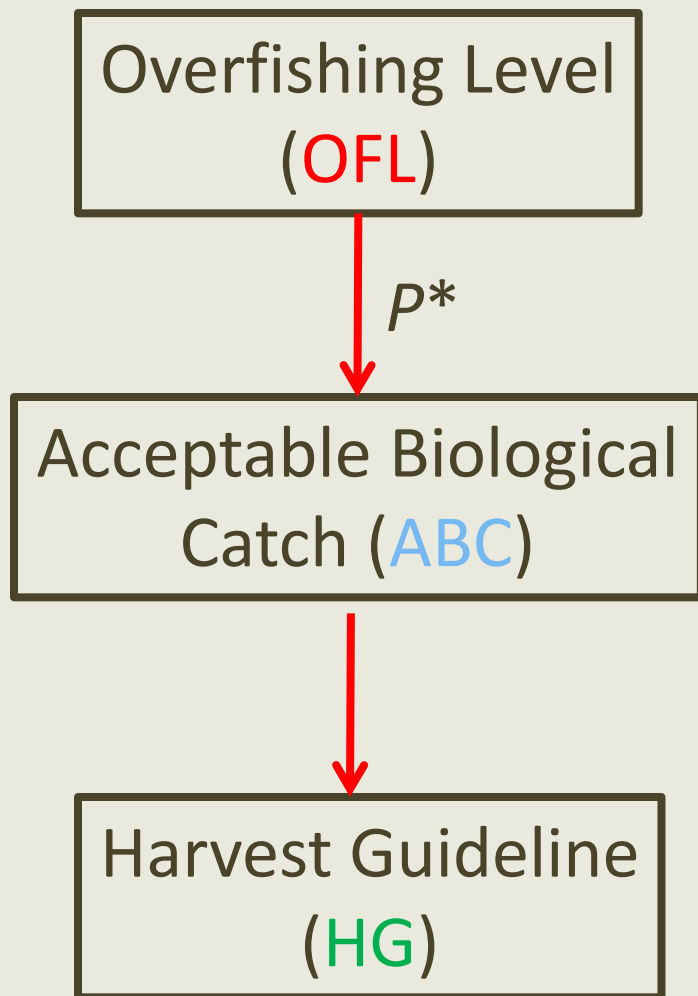 Overfishing Level
(OFL)
P*
Acceptable Biological
Catch (ABC)
Harvest Guideline
(HG)